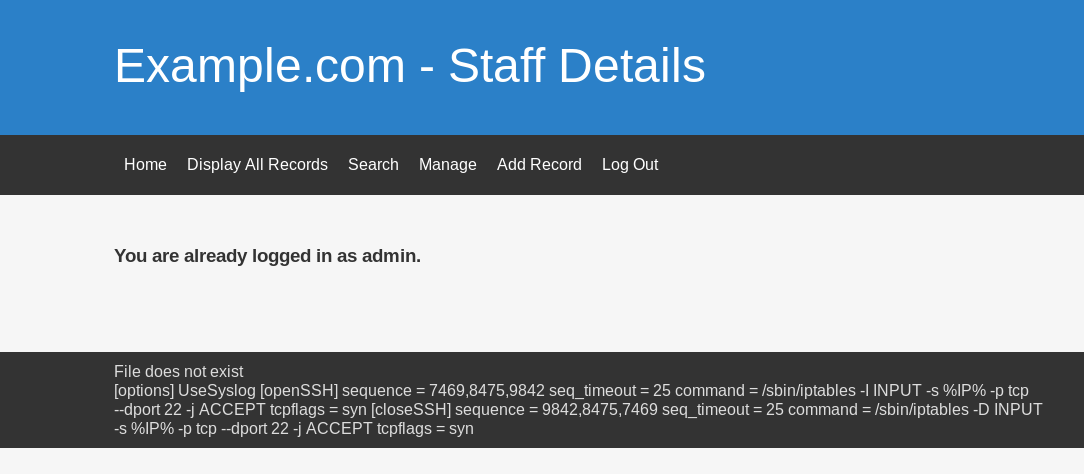 Example.com - Staff Details
Home Display All Records Search Manage Add Record Log Out
You are already logged in as admin.
File does not exist
[options] UseSyslog [openSSH] sequence = 7469,8475,9842 seq_timeout = 25 command = /sbin/iptables -I INPUT -s %IP% -p tcp
--dport 22 -j ACCEPT tcpflags = syn [closeSSH] sequence = 9842,8475,7469 seq_timeout = 25 command = /sbin/iptables -D INPUT
-s %IP% -p tcp --dport 22 -j ACCEPT tcpflags = syn